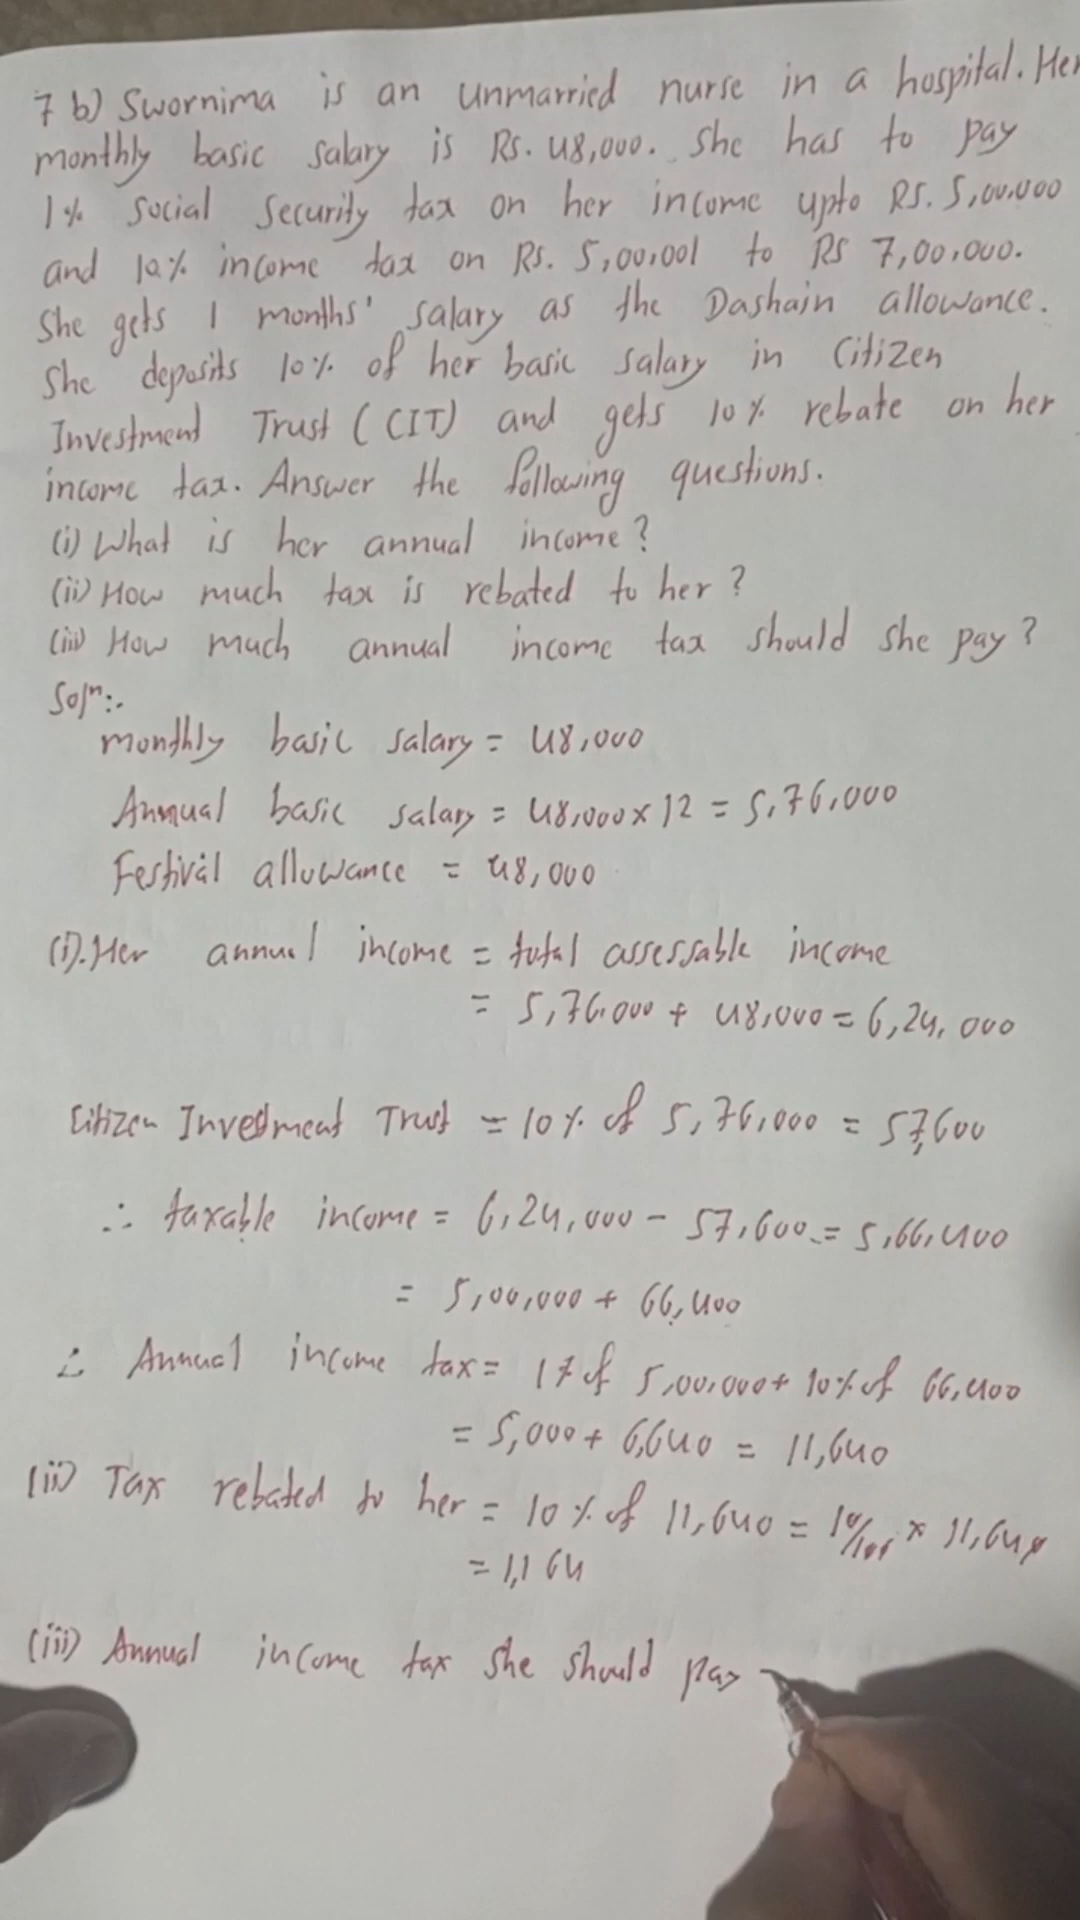 7 b) Swornima is an unmarried nurse in a hospital. Her
monthly basic salary is Rs. 48,000. She has to pay
1% social security tax on her income upto RS. 5,00,000
and 10% income tax on Rs. 5,00,001 to RS 7,00,000.
She gets 1 months' salary as the Dashain allowance.
She deposits 10% of her basic salary in Citizen
Investment Trust (CIT) and gets 10% rebate on her
income tax. Answer the following questions.
(i) What is her annual income?
(ii) How much tax is rebated to her?
(iii) How much annual income tax should she pay?
Solⁿ:.
monthly basic salary = 48,000
Annual basic salary = 48,000 x 12 = 5,76,000
Festival allowance = 48,000
(i). Her annual income = total assessable income
= 5,76,000 + 48,000 = 6,24,000
Citizen Investment Trust = 10% of 5,76,000 = 57,600
∴ taxable income = 6,24,000 - 57,600 = 5,66,400
= 5,00,000 + 66,400
∴ Annual income tax = 1% of 5,00,000 + 10% of 66,400
= 5,000 + 6,640 = 11,640
(ii) Tax rebated to her = 10% of 11,640 = 10/100 x 11,640
= 1,164
(iii) Annual income tax she should pay